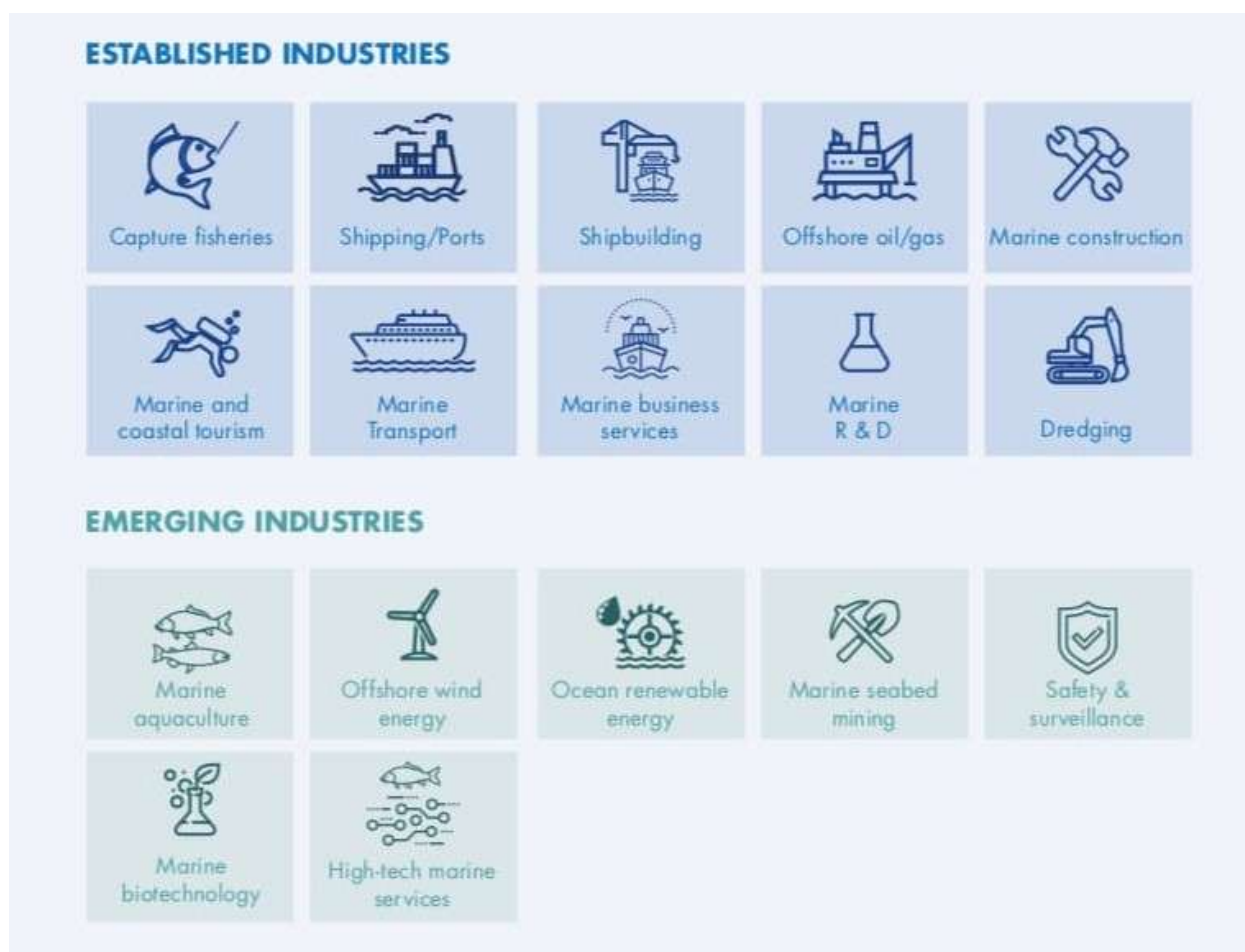 ESTABLISHED INDUSTRIES
Capture fisheries
Shipping/Ports
Shipbuilding
Offshore oil/gas
Marine construction
Marine and
coastal tourism
Marine
Transport
Marine business
services
Marine
R & D
Dredging
EMERGING INDUSTRIES
Marine
aquaculture
Offshore wind
energy
Ocean renewable
energy
Marine seabed
mining
Safety &
surveillance
Marine
biotechnology
High-tech marine
services